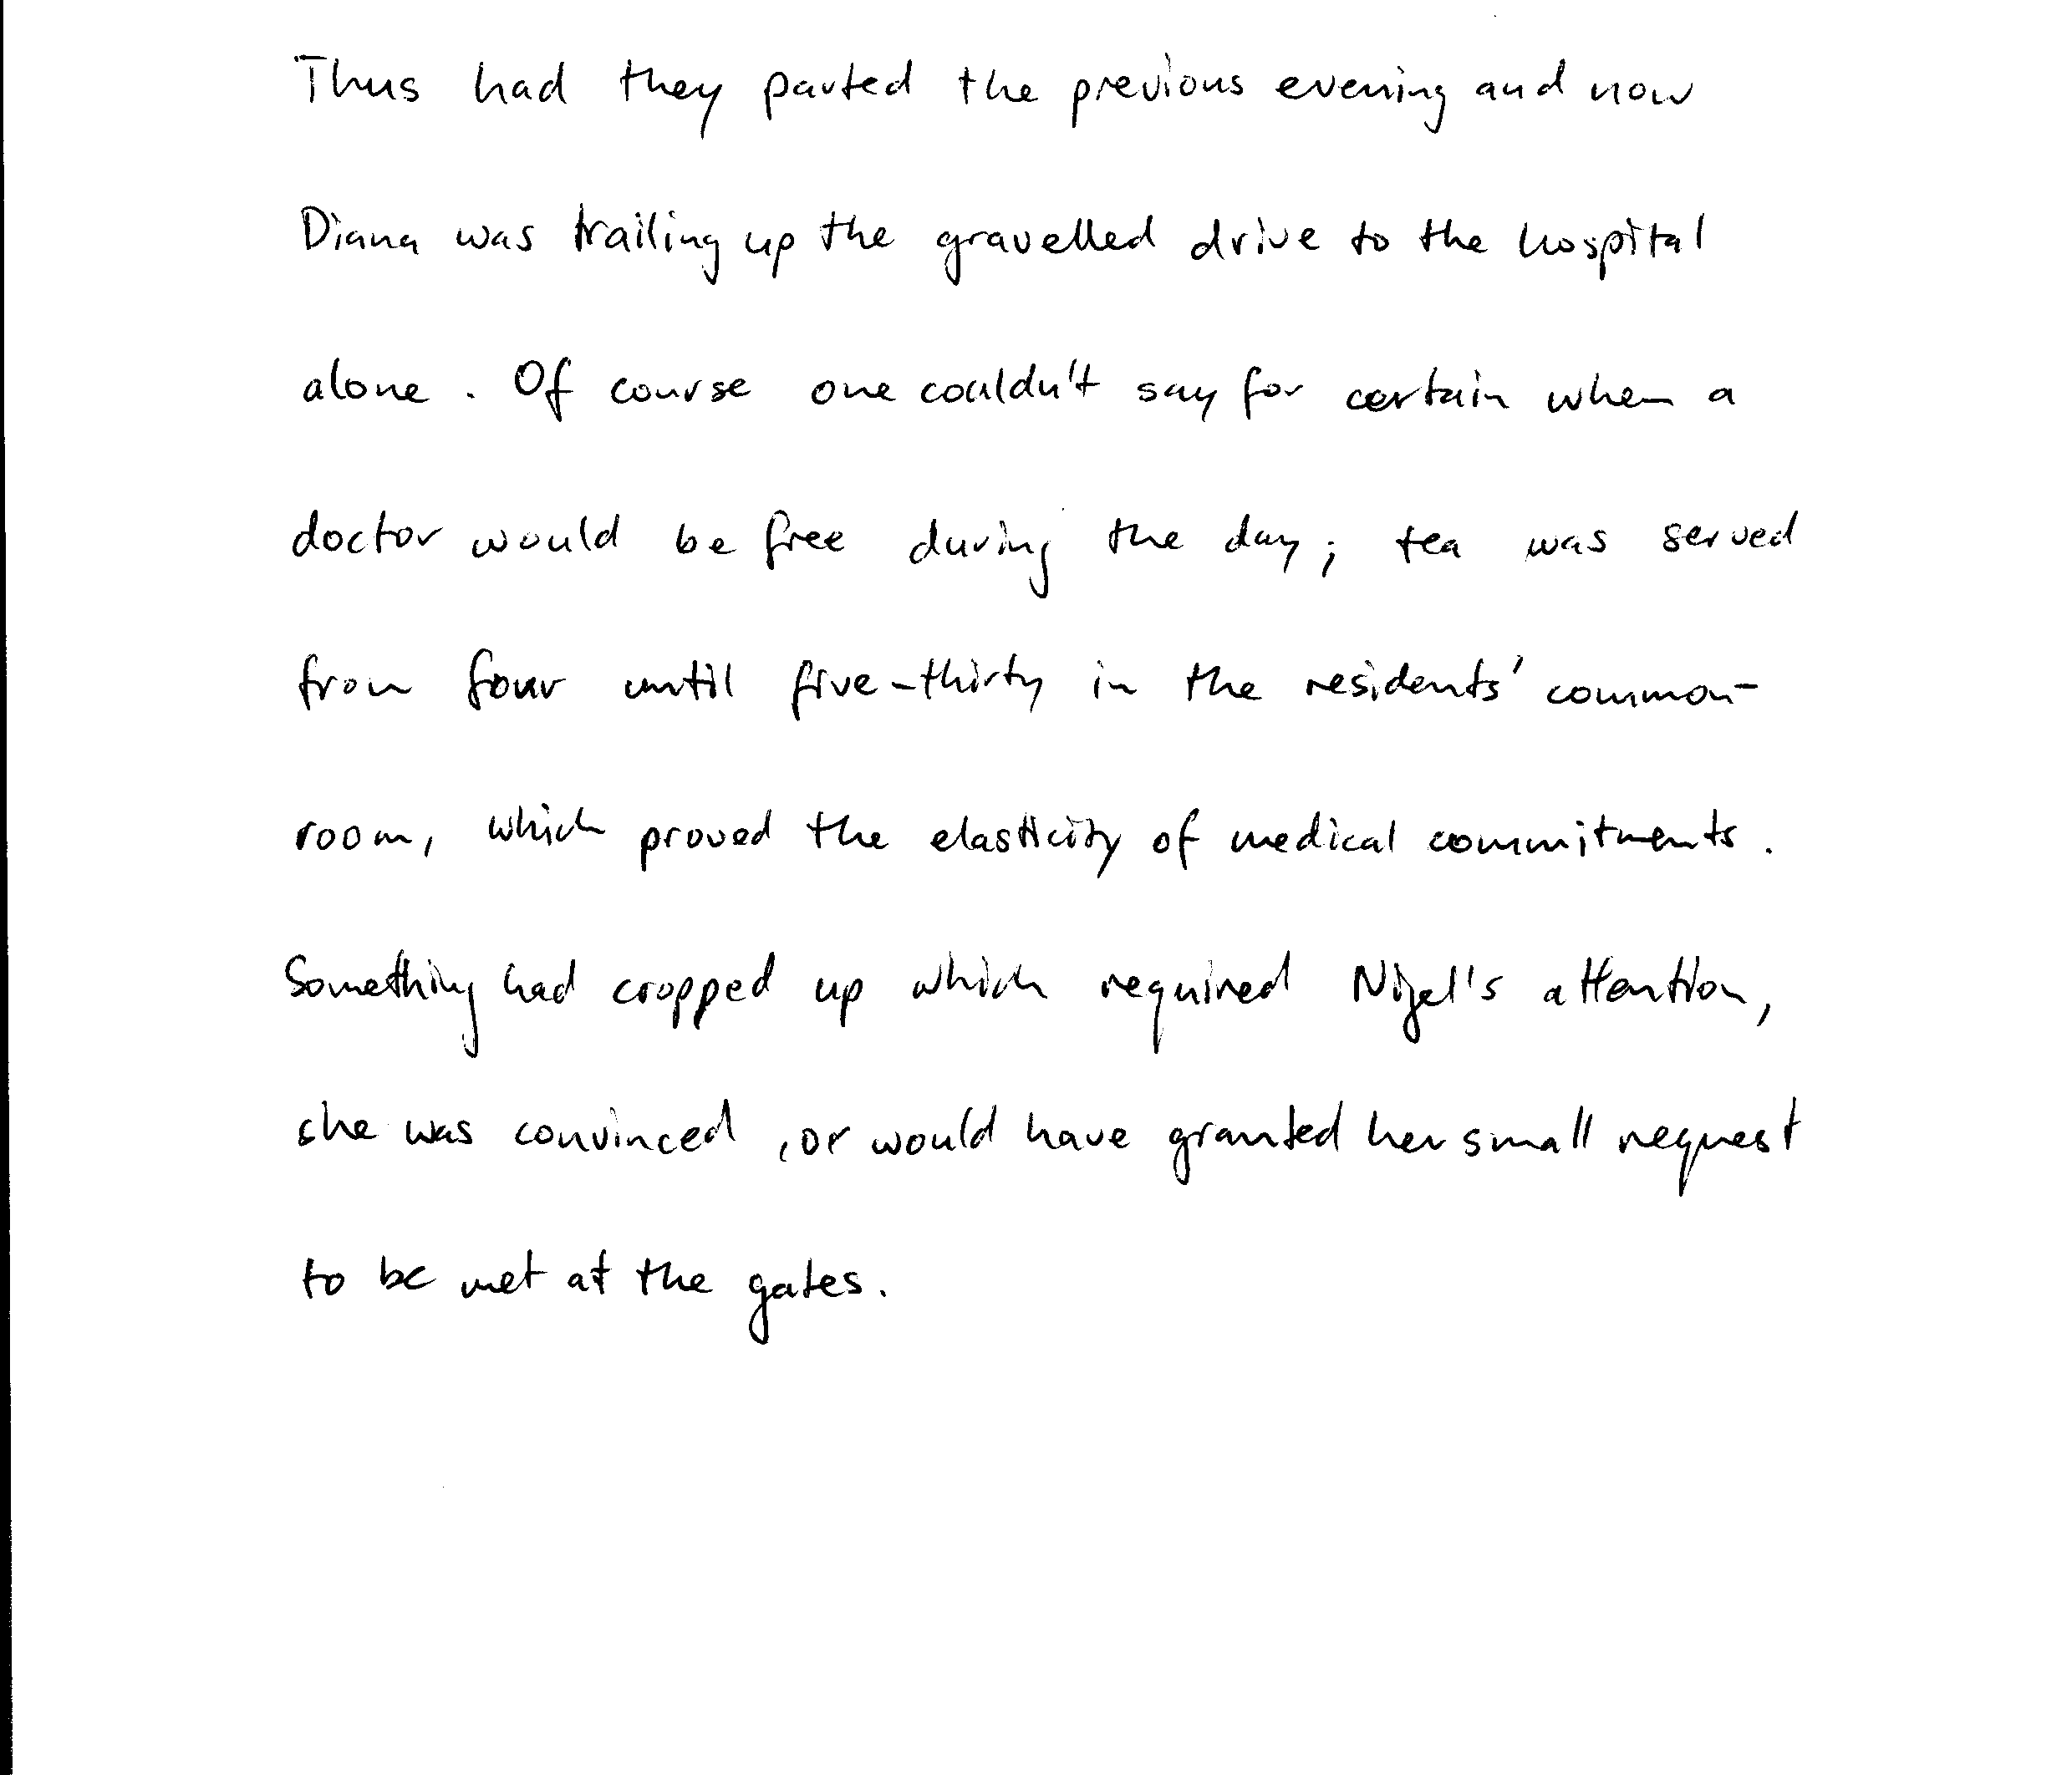 Thus had they parted the previous evening and now
Diana was trailing up the gravelled drive to the hospital
alone. Of course one couldn't say for certain when a
doctor would be free during the day; tea was served
from four until five-thirty in the residents' common-
room, which proved the elasticity of medical commitments.
Something had cropped up which required Nigel's attention,
she was convinced, or would have granted her small request
to be met at the gates.